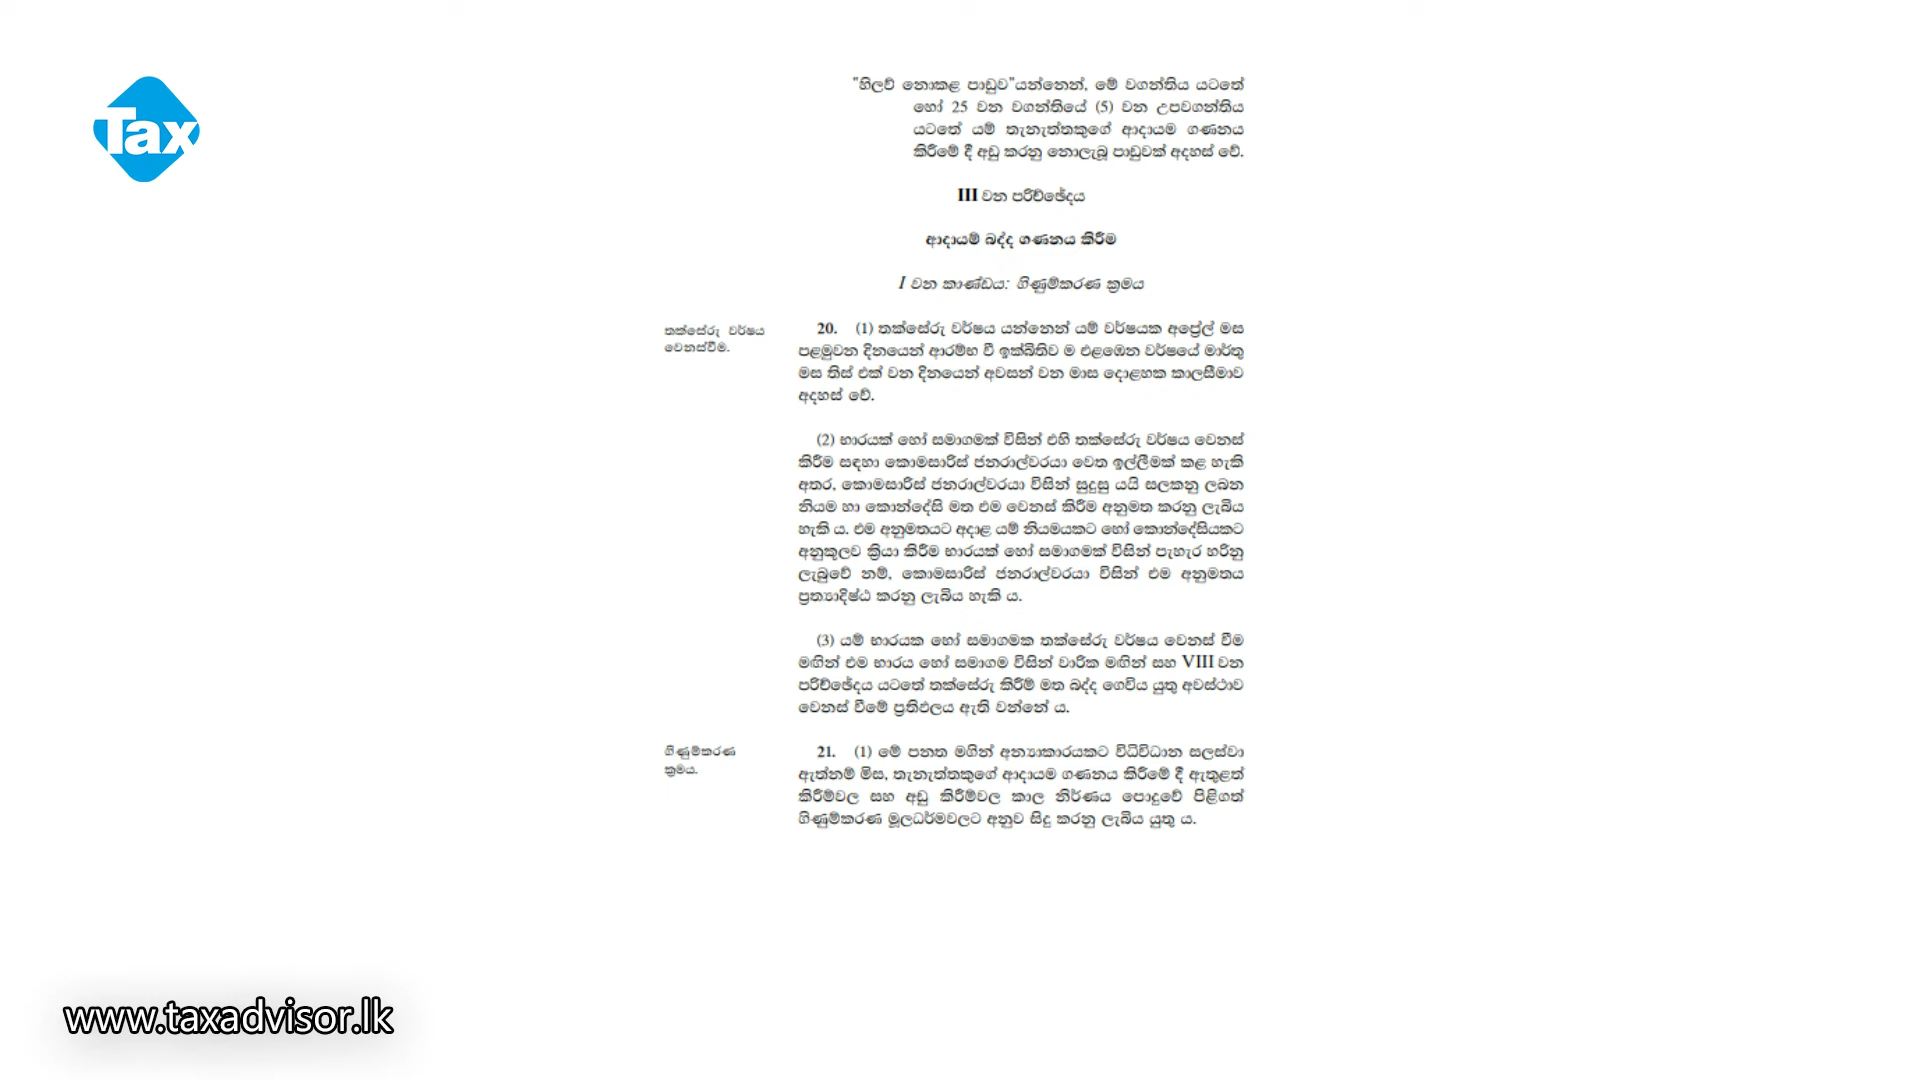 Tax
"හිලව් නොකළ පාඩුව"යන්නෙන්, මේ වගන්තිය යටතේ
හෝ 25 වන වගන්තියේ (5) වන උපවගන්තිය
යටතේ යම් තැනැත්තකුගේ ආදායම ගණනය
කිරීමේ දී අඩු කරනු නොලැබූ පාඩුවක් අදහස් වේ.
III වන පරිච්ඡේදය
ආදායම් බද්ද ගණනය කිරීම
I වන කාණ්ඩය: ගිණුම්කරණ ක්‍රමය
තක්සේරු වර්ෂය
වෙනස්වීම.
20. (1) තක්සේරු වර්ෂය යන්නෙන් යම් වර්ෂයක අප්‍රේල් මස
පළමුවන දිනයෙන් ආරම්භ වී ඉක්බිතිව ම එළඹෙන වර්ෂයේ මාර්තු
මස තිස් එක් වන දිනයෙන් අවසන් වන මාස දොළහක කාලසීමාව
අදහස් වේ.
(2) භාරයක් හෝ සමාගමක් විසින් එහි තක්සේරු වර්ෂය වෙනස්
කිරීම සඳහා කොමසාරිස් ජනරාල්වරයා වෙත ඉල්ලීමක් කළ හැකි
අතර, කොමසාරිස් ජනරාල්වරයා විසින් සුදුසු යයි සලකනු ලබන
නියම හා කොන්දේසි මත එම වෙනස් කිරීම අනුමත කරනු ලැබිය
හැකි ය. එම අනුමතයට අදාළ යම් නියමයකට හෝ කොන්දේසියකට
අනුකූලව ක්‍රියා කිරීම භාරයක් හෝ සමාගමක් විසින් පැහැර හරිනු
ලැබුවේ නම්, කොමසාරිස් ජනරාල්වරයා විසින් එම අනුමතය
ප්‍රත්‍යාදිෂ්ඨ කරනු ලැබිය හැකි ය.
(3) යම් භාරයක හෝ සමාගමක තක්සේරු වර්ෂය වෙනස් වීම
මඟින් එම භාරය හෝ සමාගම විසින් වාරික මඟින් සහ VIII වන
පරිච්ඡේදය යටතේ තක්සේරු කිරීම් මත බද්ද ගෙවිය යුතු අවස්ථාව
වෙනස් වීමේ ප්‍රතිඵලය ඇති වන්නේ ය.
ගිණුම්කරණ
ක්‍රමය.
21. (1) මේ පනත මගින් අන්‍යාකාරයකට විධිවිධාන සලස්වා
ඇත්නම් මිස, තැනැත්තකුගේ ආදායම ගණනය කිරීමේ දී ඇතුළත්
කිරීම්වල සහ අඩු කිරීම්වල කාල නිර්ණය පොදුවේ පිළිගත්
ගිණුම්කරණ මූලධර්මවලට අනුව සිදු කරනු ලැබිය යුතු ය.
www.taxadvisor.lk